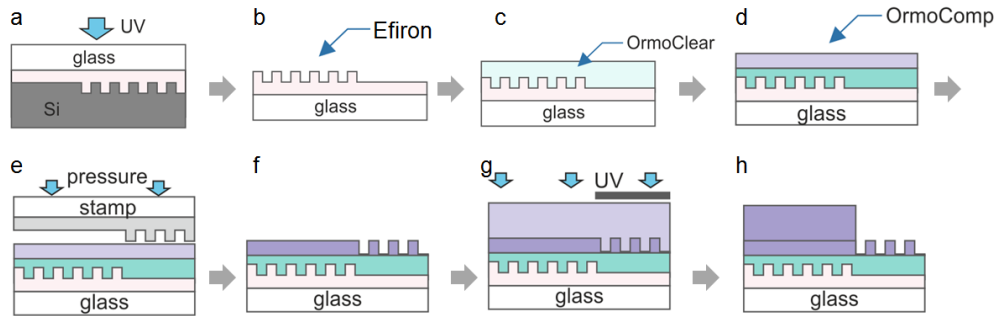 a
UV
glass
Si
b
Efiron
glass
c
OrmoClear
glass
d
OrmoComp
glass
e
pressure
stamp
glass
f
glass
g
UV
glass
h
glass